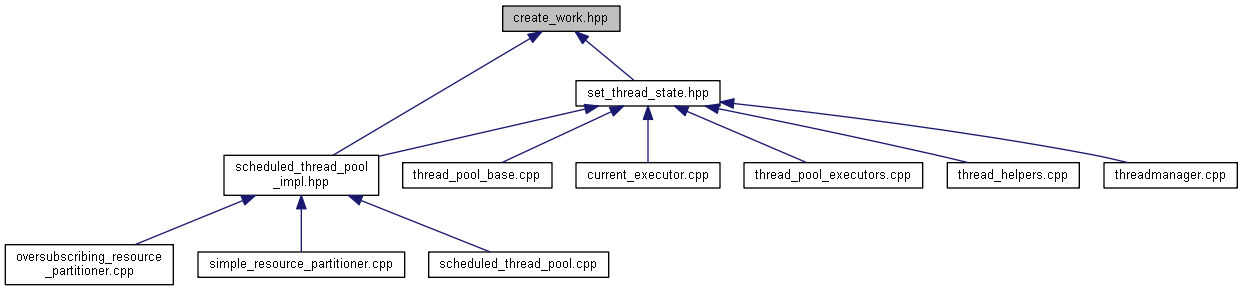 create_work.hpp
set_thread_state.hpp
scheduled_thread_pool
_impl.hpp
thread_pool_base.cpp
current_executor.cpp
thread_pool_executors.cpp
thread_helpers.cpp
threadmanager.cpp
oversubscribing_resource
_partitioner.cpp
simple_resource_partitioner.cpp
scheduled_thread_pool.cpp